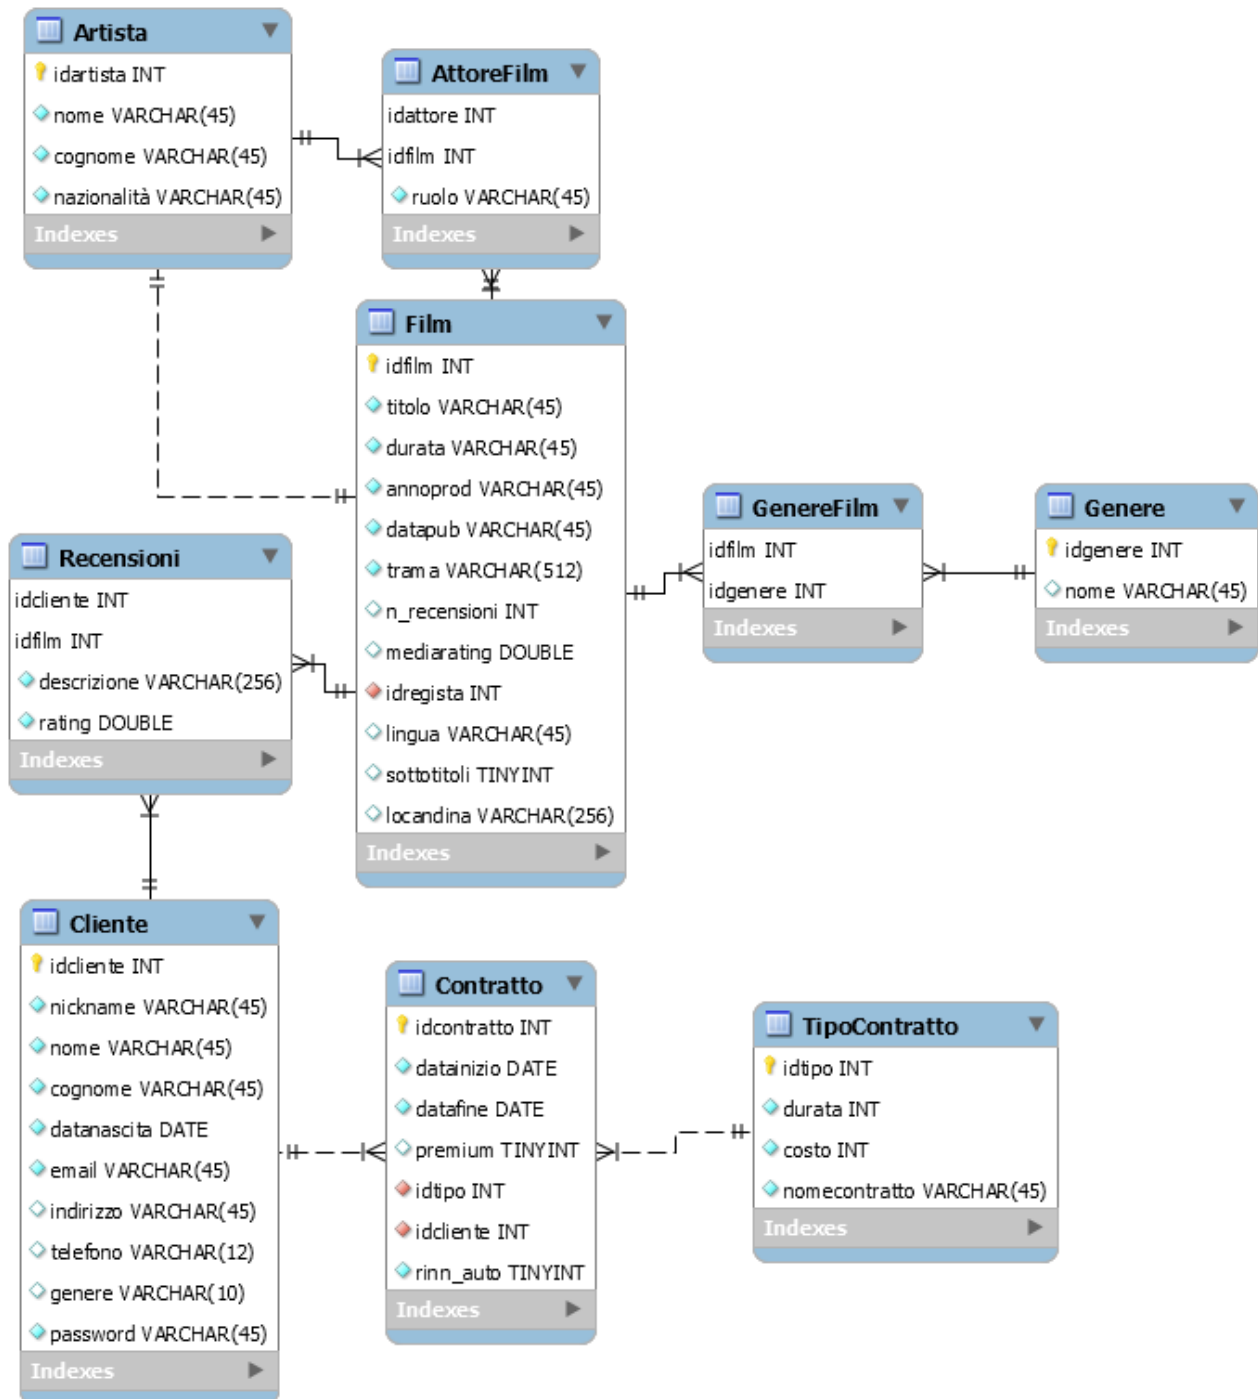 Artista
idartista INT
nome VARCHAR(45)
cognome VARCHAR(45)
nazionalità VARCHAR(45)
Indexes
AttoreFilm
idattore INT
idfilm INT
ruolo VARCHAR(45)
Indexes
Film
idfilm INT
titolo VARCHAR(45)
durata VARCHAR(45)
annoprod VARCHAR(45)
datapub VARCHAR(45)
trama VARCHAR(512)
n_recensioni INT
mediarating DOUBLE
idregista INT
lingua VARCHAR(45)
sottotitoli TINYINT
locandina VARCHAR(256)
Indexes
GenereFilm
idfilm INT
idgenere INT
Indexes
Genere
idgenere INT
nome VARCHAR(45)
Indexes
Recensioni
idcliente INT
idfilm INT
descrizione VARCHAR(256)
rating DOUBLE
Indexes
Cliente
idcliente INT
nickname VARCHAR(45)
nome VARCHAR(45)
cognome VARCHAR(45)
datanascita DATE
email VARCHAR(45)
indirizzo VARCHAR(45)
telefono VARCHAR(12)
genere VARCHAR(10)
password VARCHAR(45)
Indexes
Contratto
idcontratto INT
datainizio DATE
datafine DATE
premium TINYINT
idtipo INT
idcliente INT
rinn_auto TINYINT
Indexes
TipoContratto
idtipo INT
durata INT
costo INT
nomecontratto VARCHAR(45)
Indexes